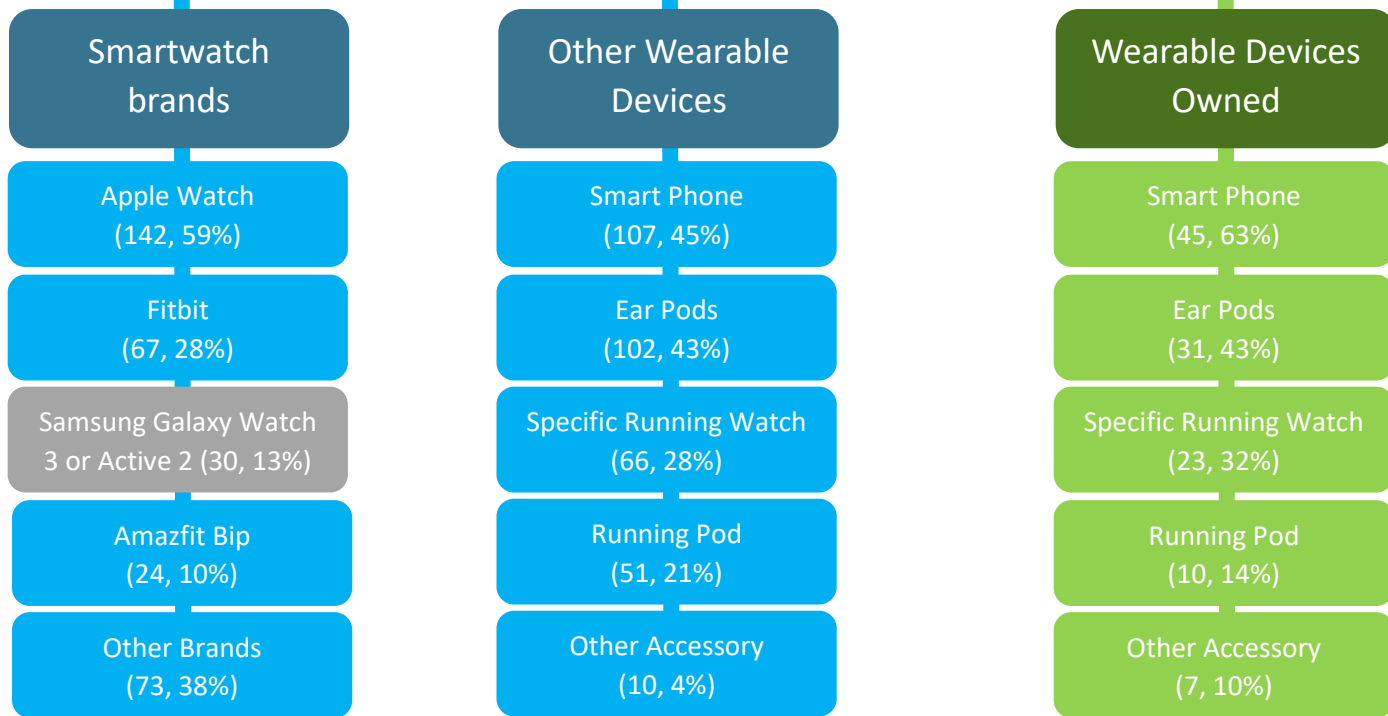 Smartwatch
brands
Apple Watch
(142, 59%)
Fitbit
(67, 28%)
Samsung Galaxy Watch
3 or Active 2 (30, 13%)
Amazfit Bip
(24, 10%)
Other Brands
(73, 38%)
Other Wearable
Devices
Smart Phone
(107, 45%)
Ear Pods
(102, 43%)
Specific Running Watch
(66, 28%)
Running Pod
(51, 21%)
Other Accessory
(10, 4%)
Wearable Devices
Owned
Smart Phone
(45, 63%)
Ear Pods
(31, 43%)
Specific Running Watch
(23, 32%)
Running Pod
(10, 14%)
Other Accessory
(7, 10%)